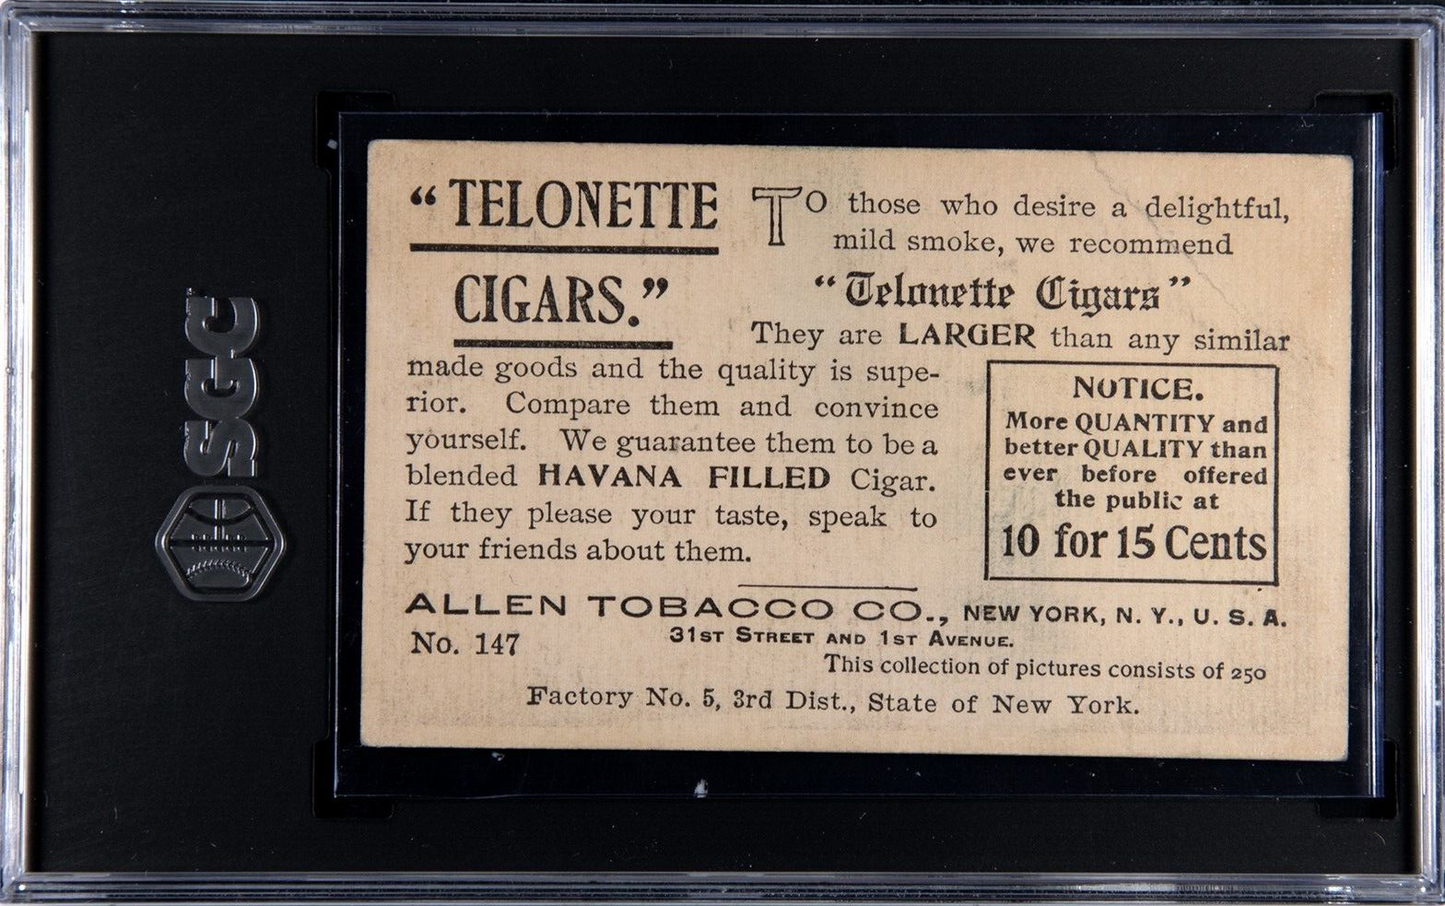 SGC
“TELONETTE
CIGARS.”
To those who desire a delightful,
mild smoke, we recommend
“Telonette Cigars”
They are LARGER than any similar
made goods and the quality is supe-
rior. Compare them and convince
yourself. We guarantee them to be a
blended HAVANA FILLED Cigar.
If they please your taste, speak to
your friends about them.
NOTICE.
More QUANTITY and
better QUALITY than
ever before offered
the public at
10 for 15 Cents
ALLEN TOBACCO CO., NEW YORK, N. Y., U. S. A.
No. 147
31ST STREET AND 1ST AVENUE.
This collection of pictures consists of 250
Factory No. 5, 3rd Dist., State of New York.